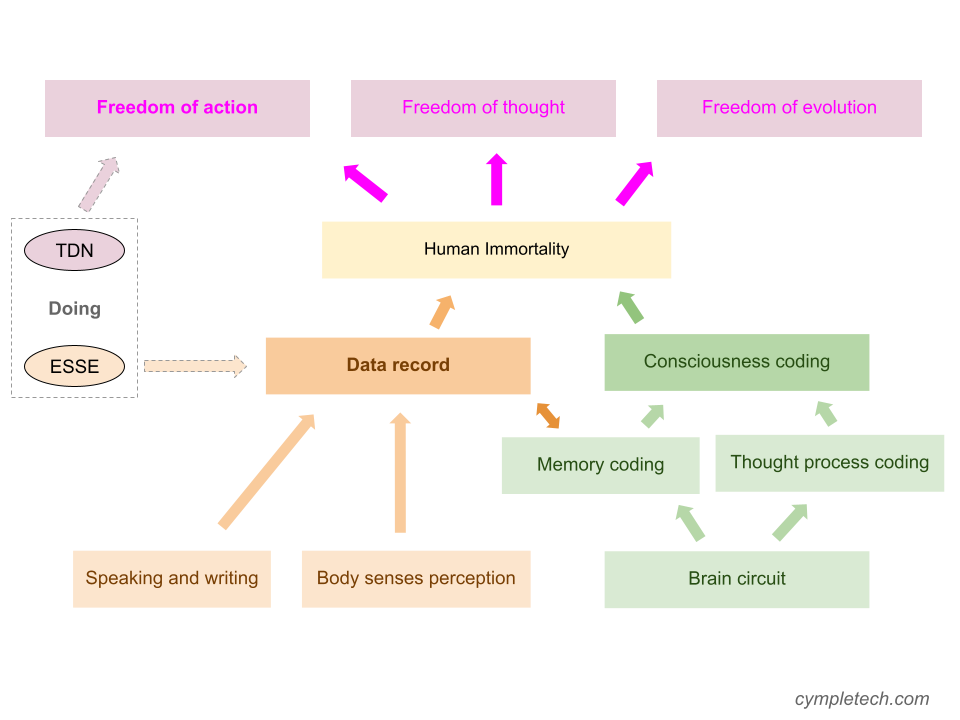 Freedom of action
Freedom of thought
Freedom of evolution
TDN
Human Immortality
Doing
ESSE
Data record
Consciousness coding
Memory coding
Thought process coding
Speaking and writing
Body senses perception
Brain circuit
cympletech.com